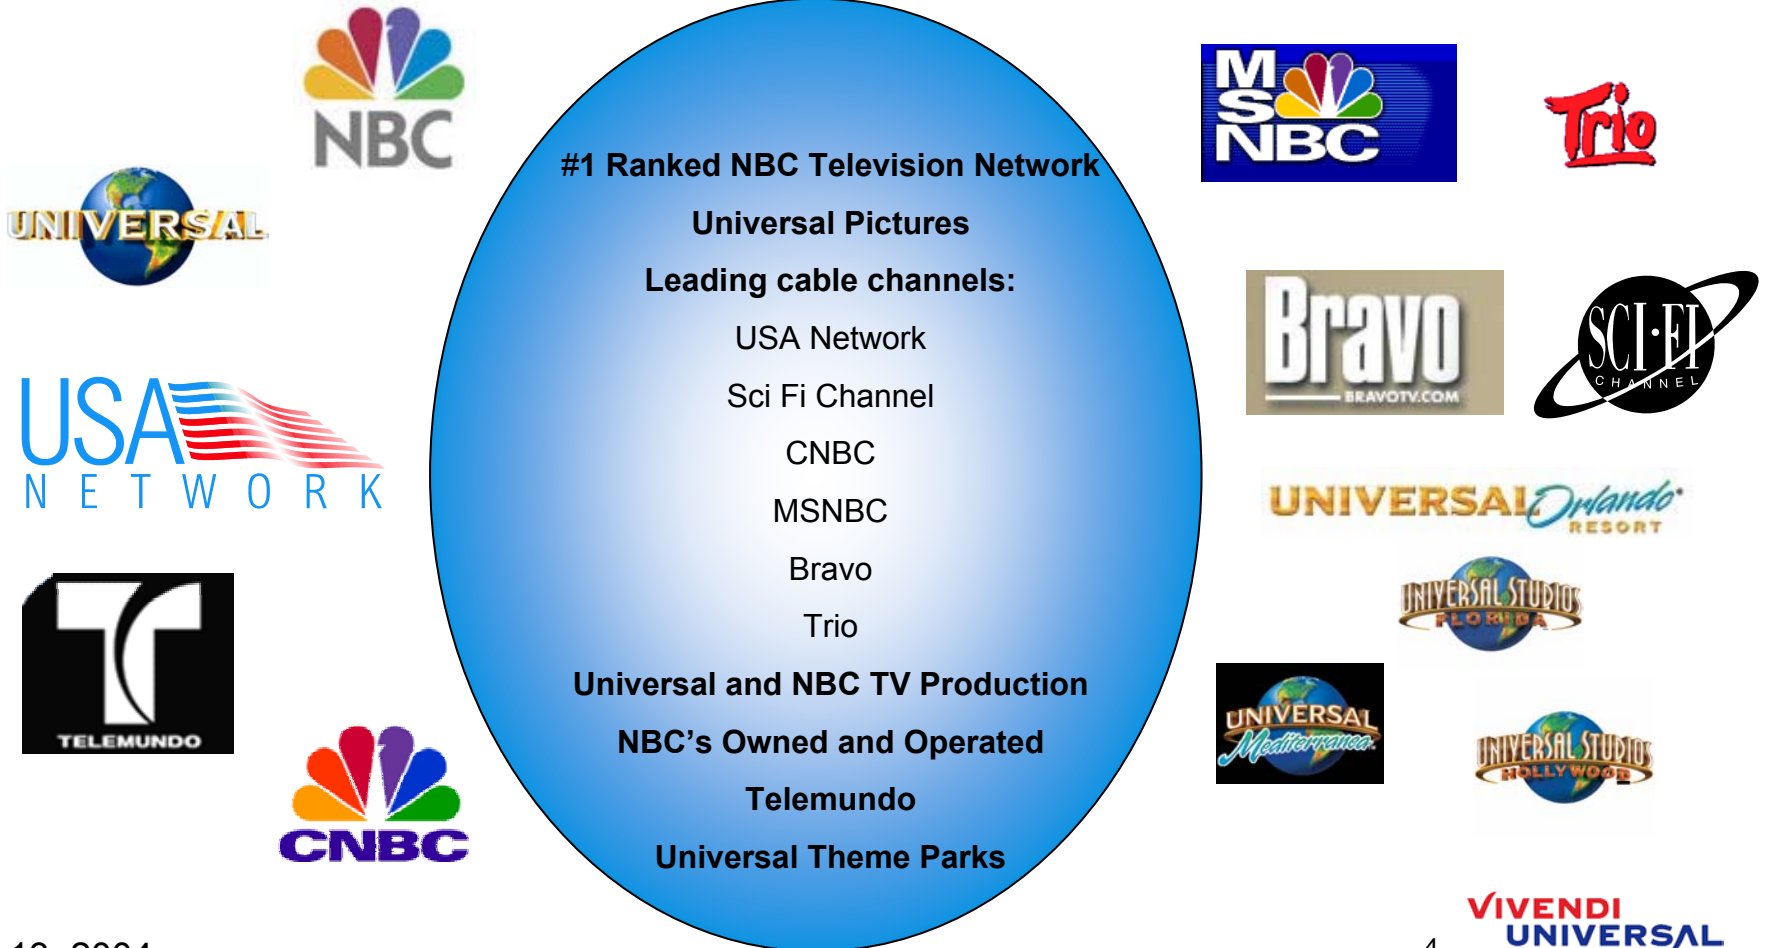 NBC
UNIVERSAL
USA
NETWORK
TELEMUNDO
CNBC
#1 Ranked NBC Television Network
Universal Pictures
Leading cable channels:
USA Network
Sci Fi Channel
CNBC
MSNBC
Bravo
Trio
Universal and NBC TV Production
NBC’s Owned and Operated
Telemundo
Universal Theme Parks
M
S
NBC
Trio
Bravo
BRAVOTV.COM
SCI·FI
CHANNEL
UNIVERSAL Orlando
RESORT
UNIVERSAL STUDIOS
FLORIDA
UNIVERSAL
Mediterranea
UNIVERSAL STUDIOS
HOLLYWOOD
VIVENDI
UNIVERSAL
4